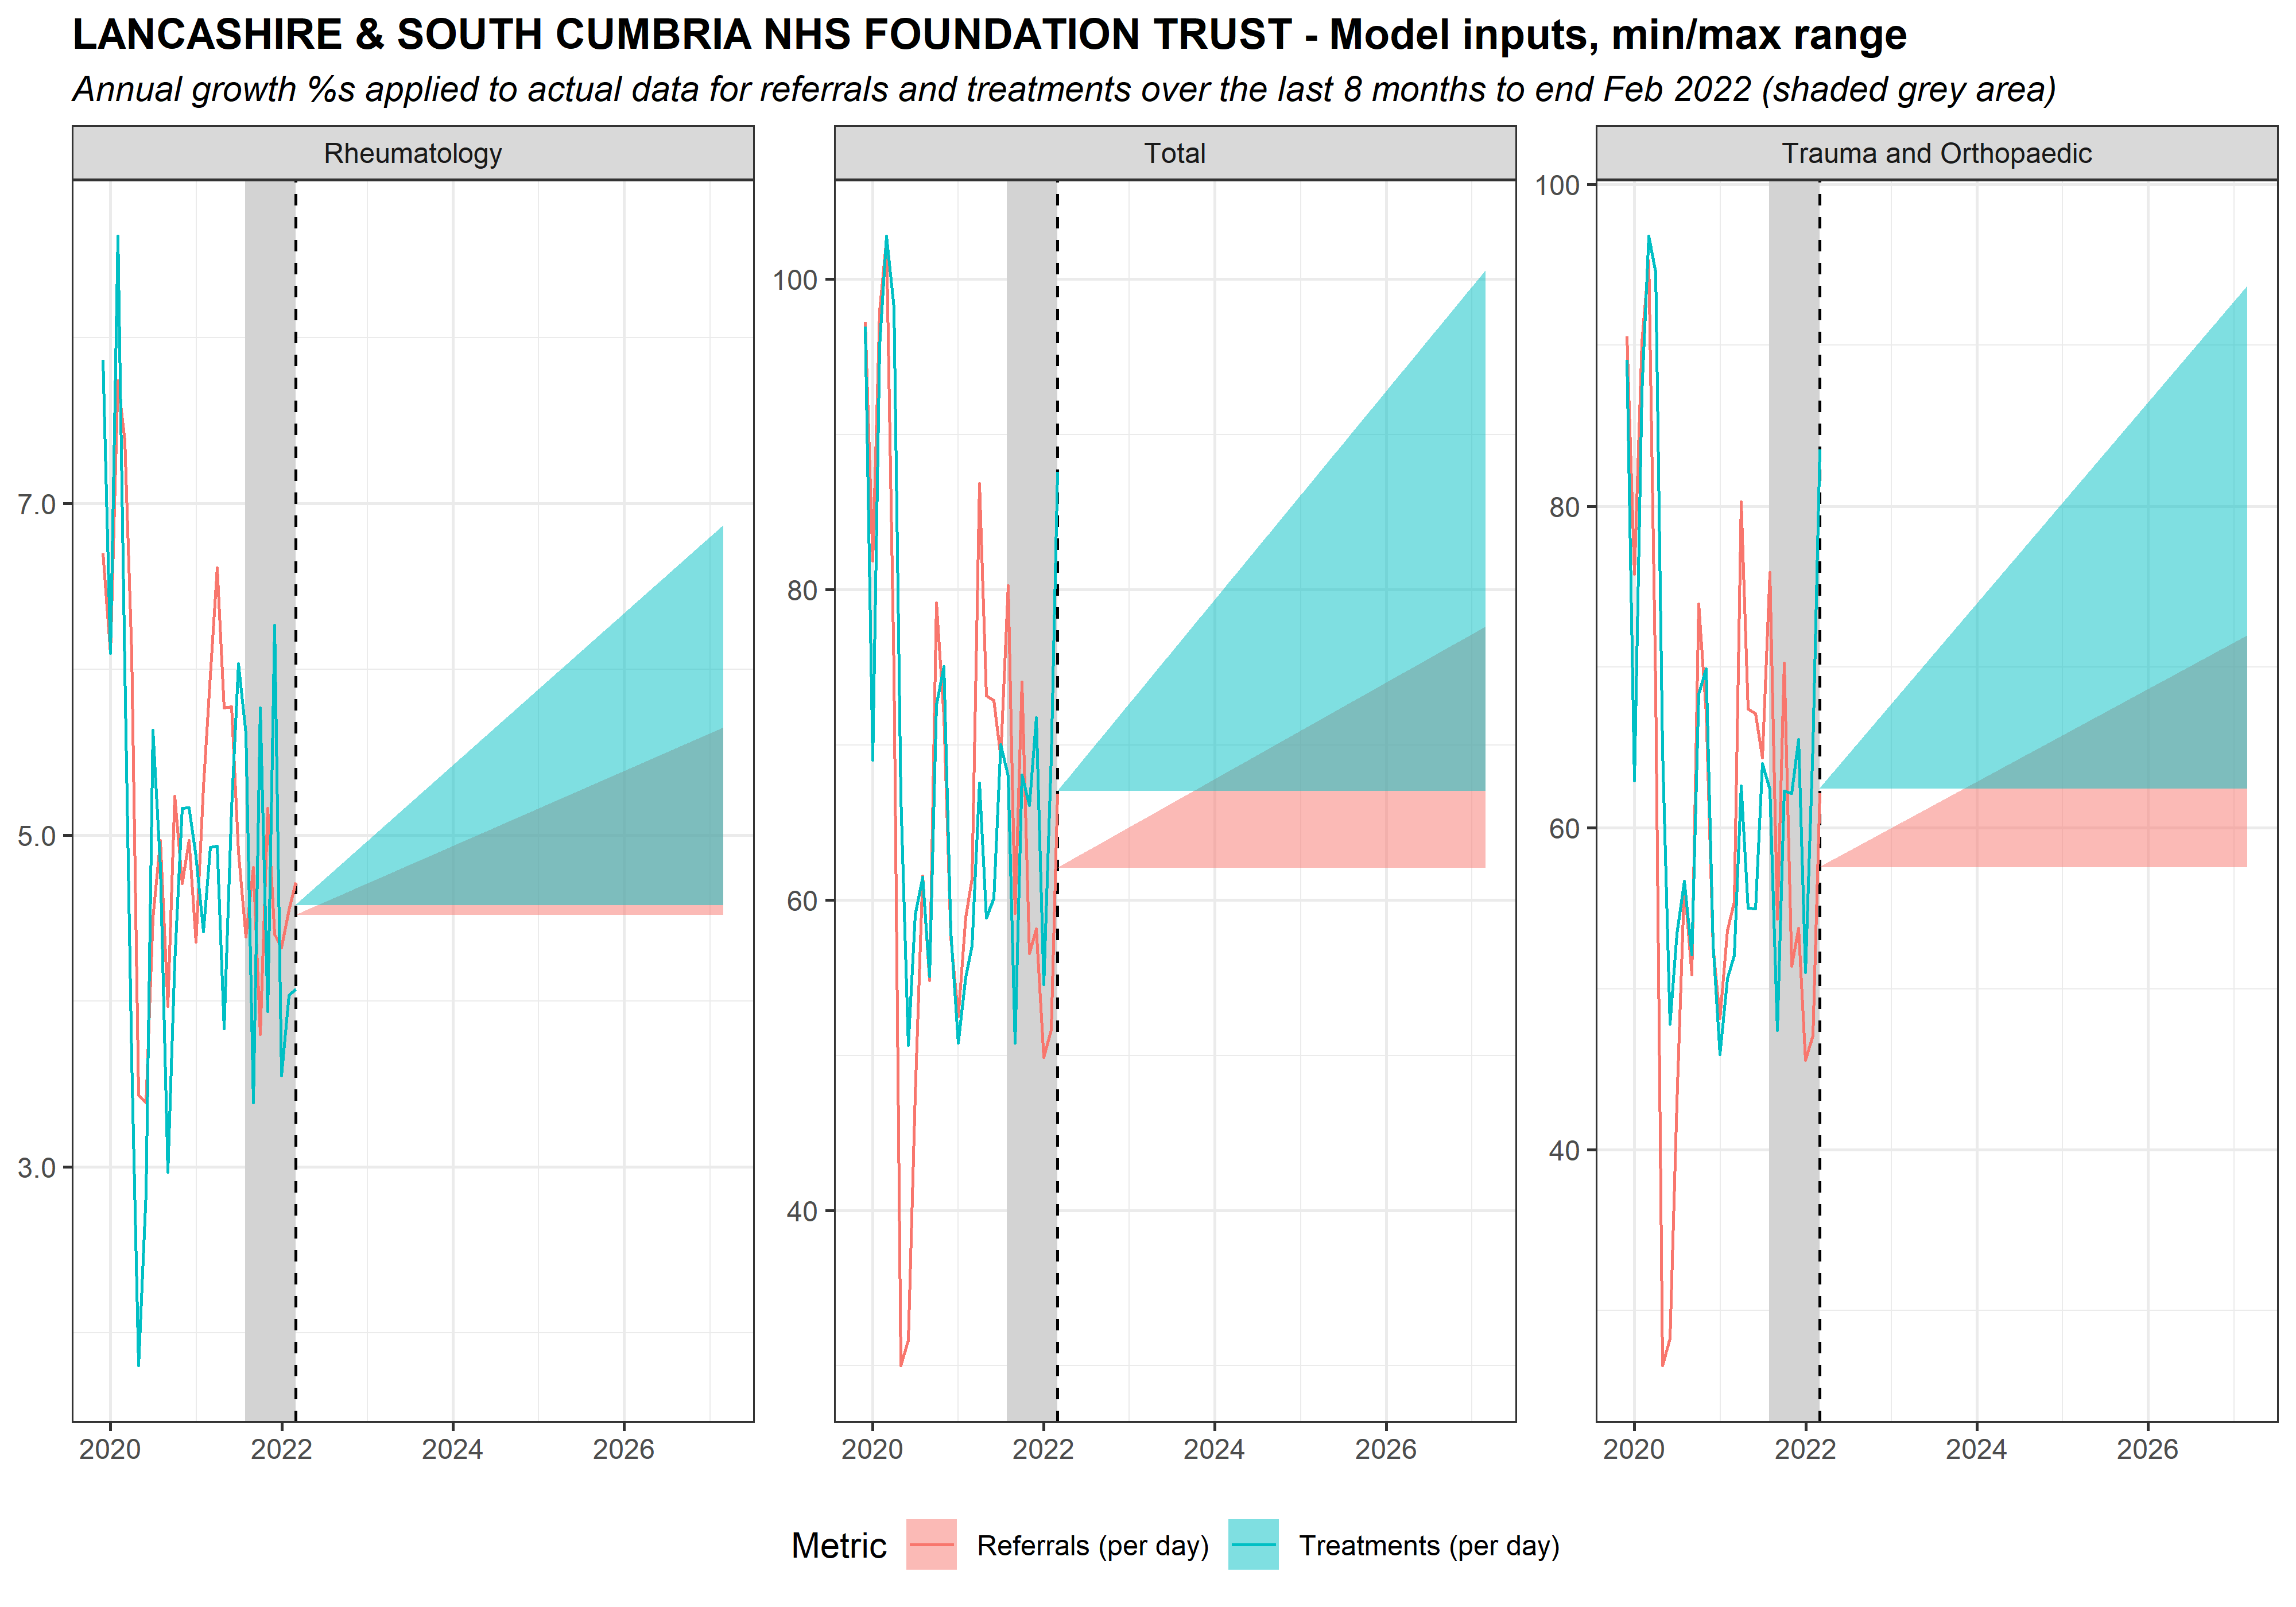 LANCASHIRE & SOUTH CUMBRIA NHS FOUNDATION TRUST - Model inputs, min/max range
Annual growth %s applied to actual data for referrals and treatments over the last 8 months to end Feb 2022 (shaded grey area)
Rheumatology
7.0
5.0
3.0
2020 2022 2024 2026
Total
100
80
60
40
2020 2022 2024 2026
Trauma and Orthopaedic
100
80
60
40
2020 2022 2024 2026
Metric Referrals (per day) Treatments (per day)